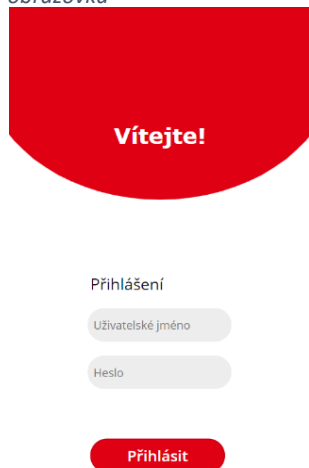 obrazovka
Vítejte!
Přihlášení
Uživatelské jméno
Heslo
Přihlásit